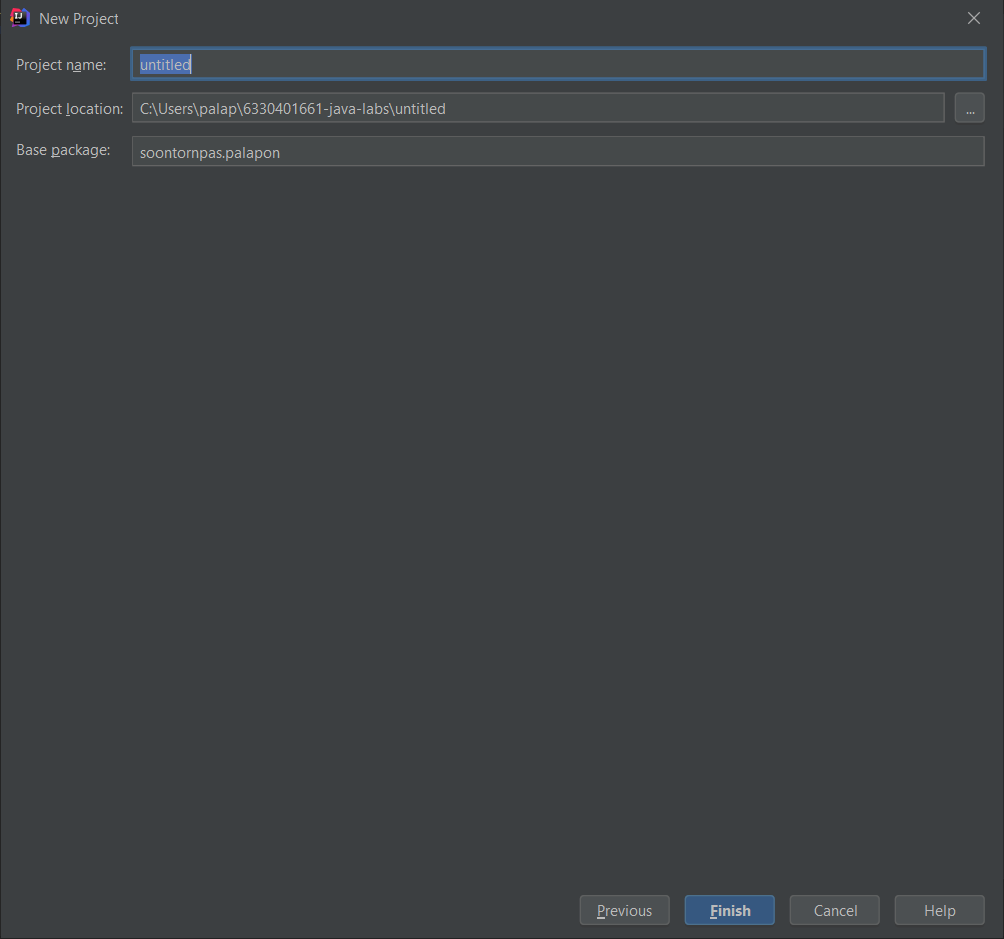 New Project
Project name: untitled
Project location: C:\Users\palap\6330401661-java-labs\untitled ...
Base package: soontornpas.palapon
Previous Finish Cancel Help